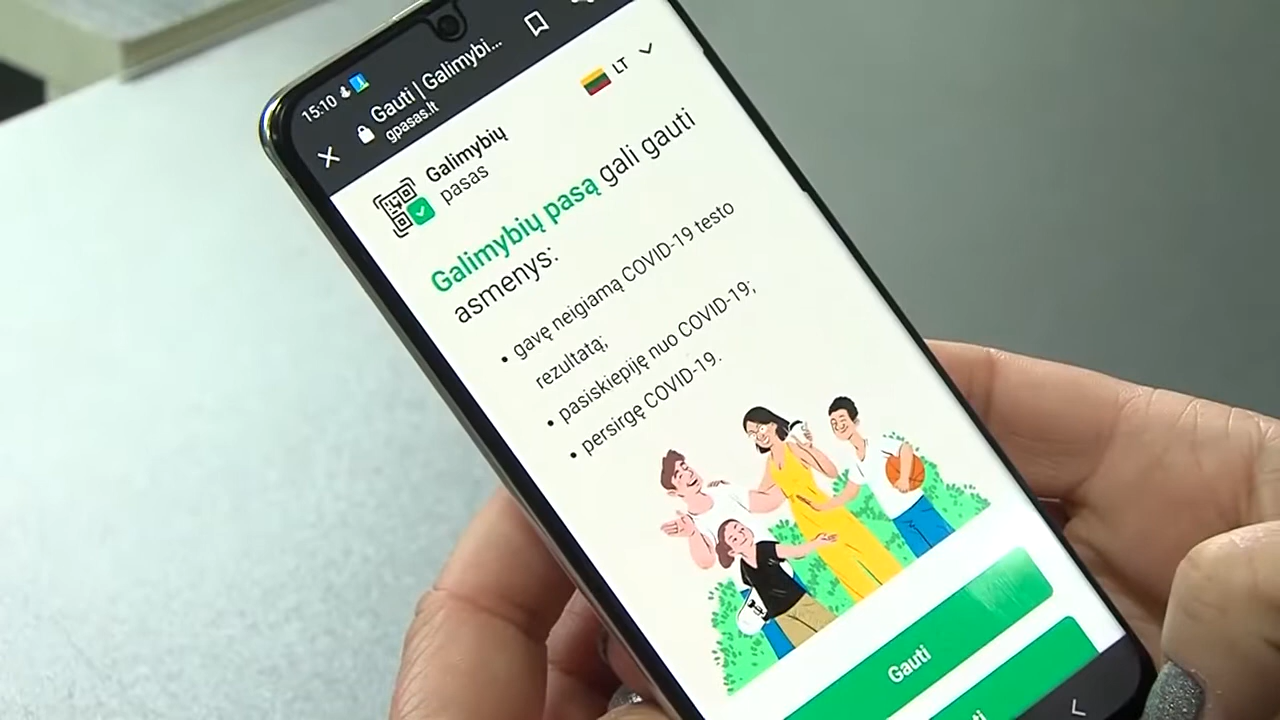 15:10
Gauti | Galimybi...
gpasas.lt
LT
Galimybių
pasas
Galimybių pasą gali gauti
asmenys:
• gavę neigiamą COVID-19 testo
rezultatą;
• pasiskiepiję nuo COVID-19;
• persirgę COVID-19.
Gauti